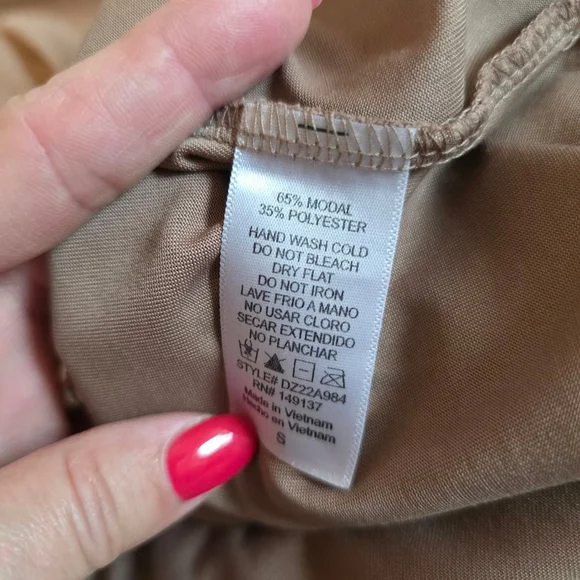 65% MODAL
35% POLYESTER
HAND WASH COLD
DO NOT BLEACH
DRY FLAT
DO NOT IRON
LAVE FRIO A MANO
NO USAR CLORO
SECAR EXTENDIDO
NO PLANCHAR
STYLE# DZ22A984
RN# 149137
Made in Vietnam
Hecho en Vietnam
S